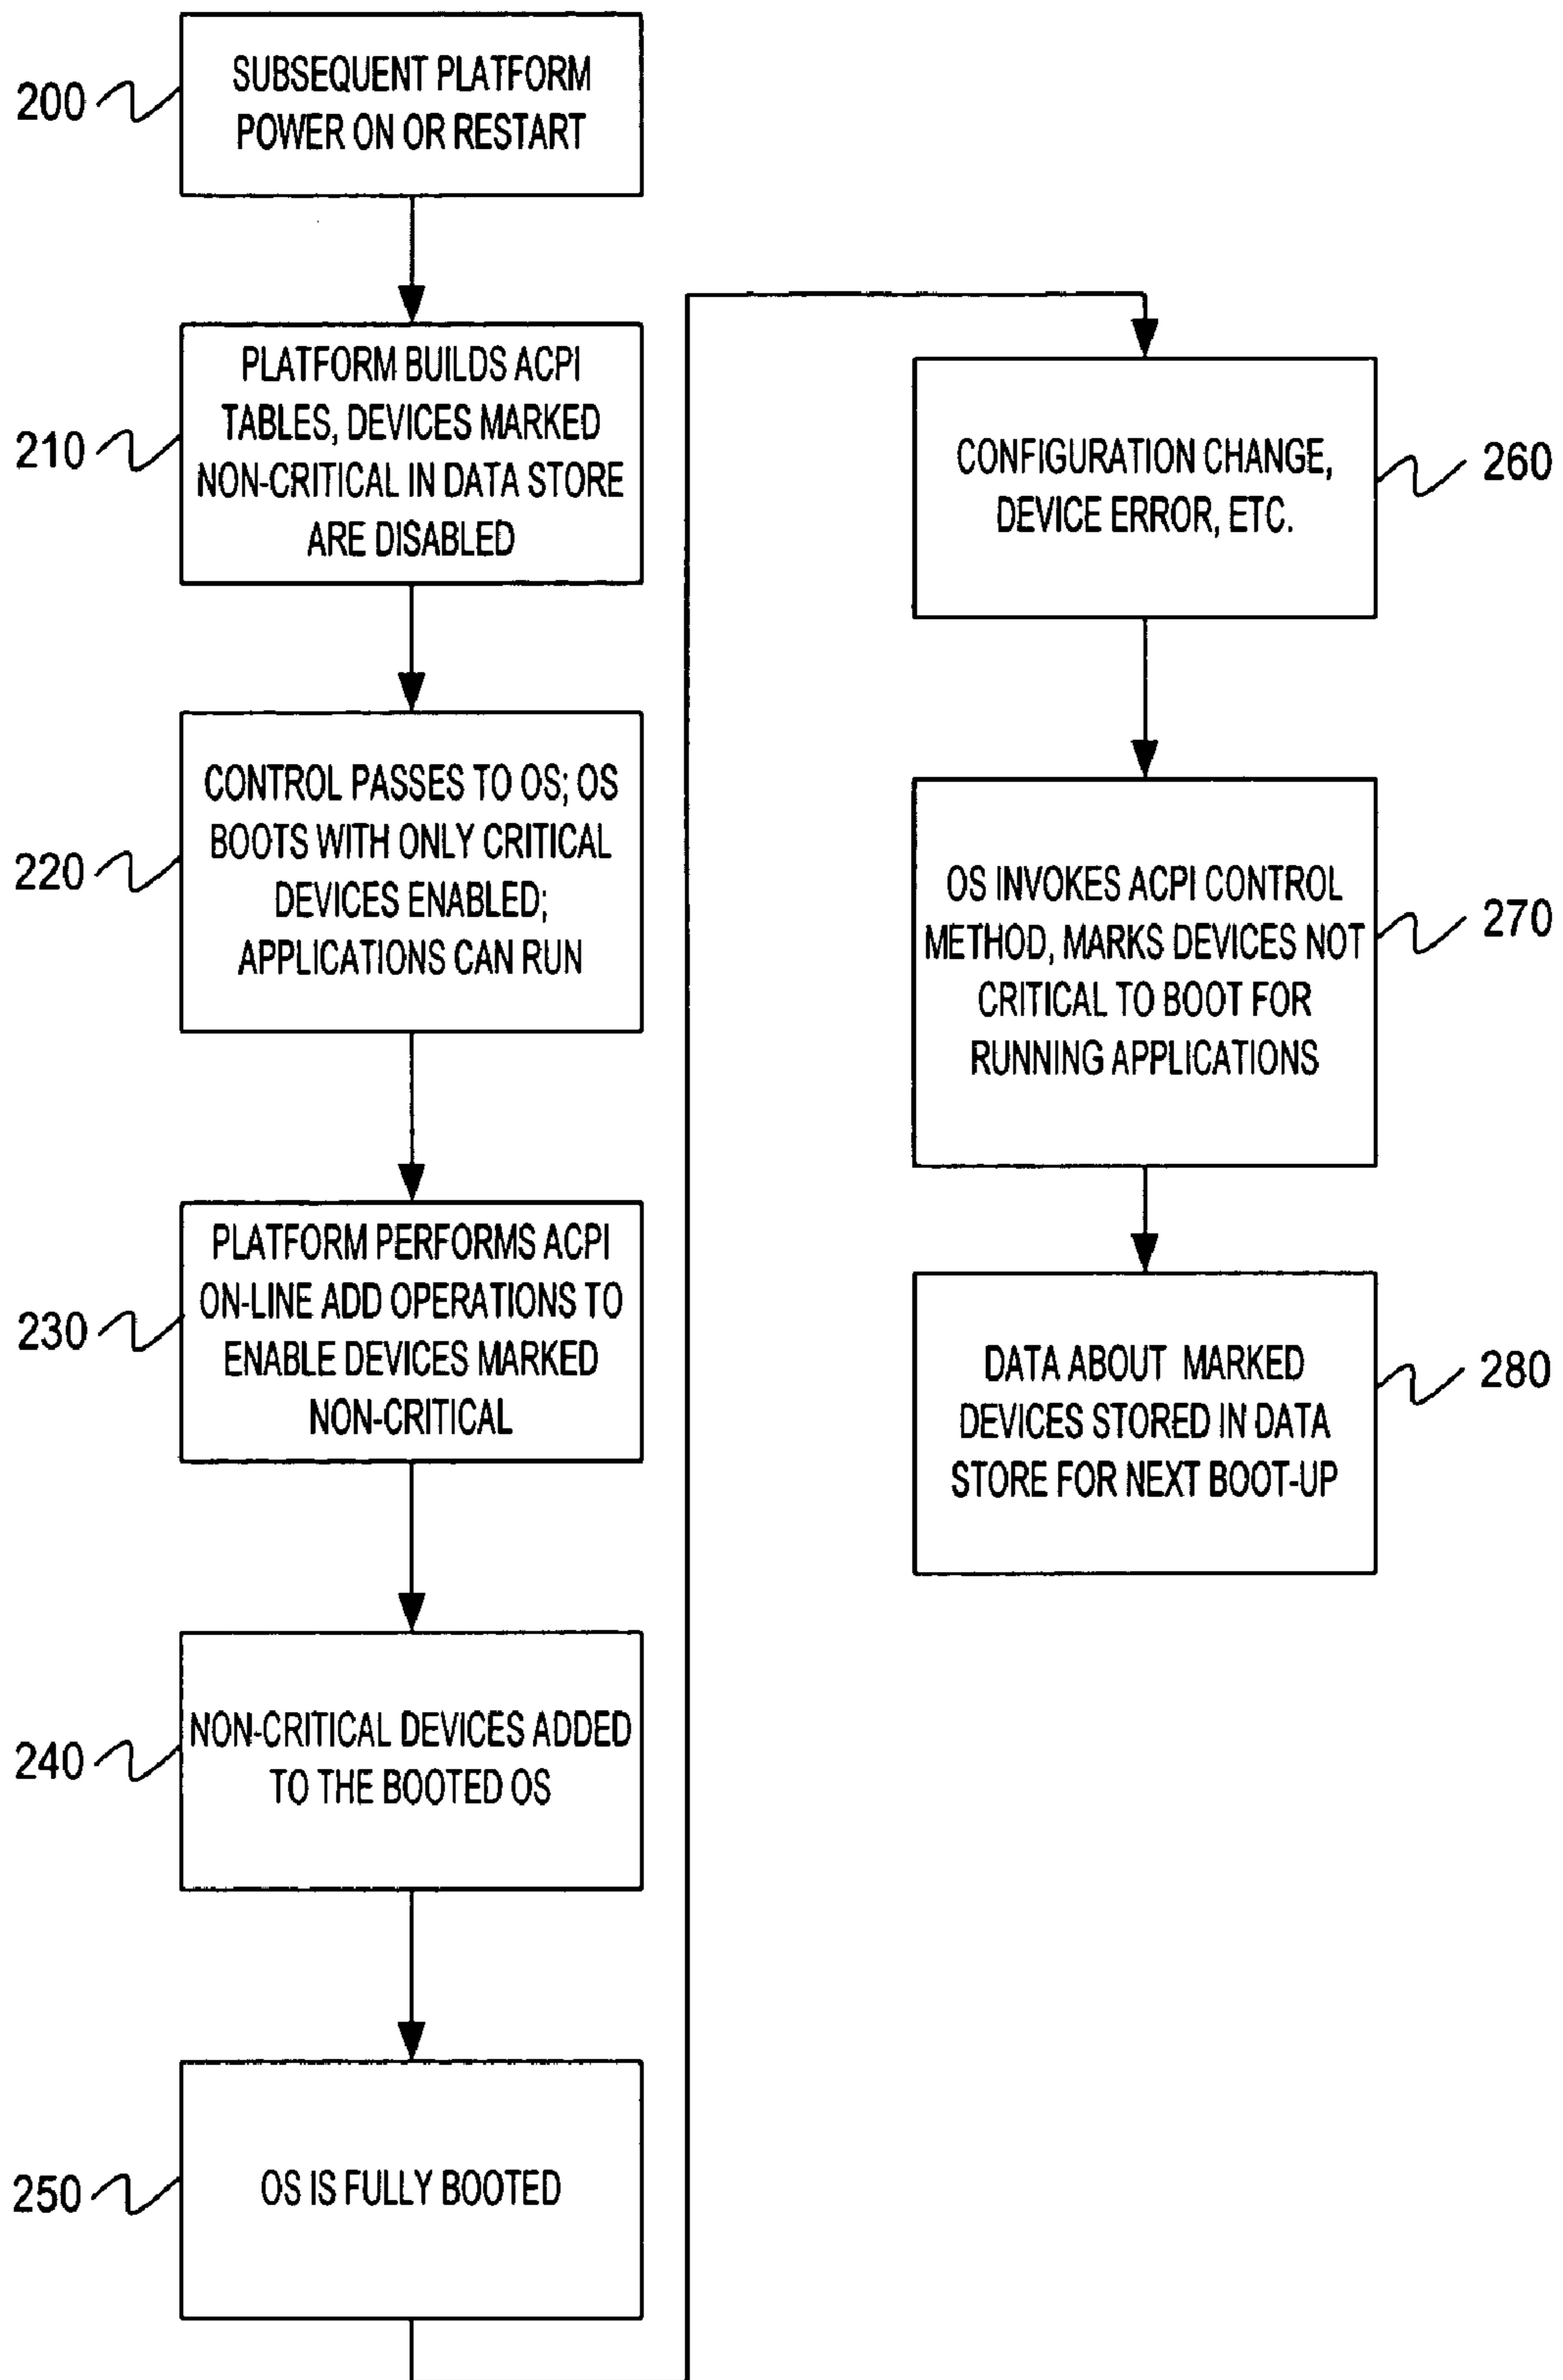 200
SUBSEQUENT PLATFORM
POWER ON OR RESTART
210
PLATFORM BUILDS ACPI
TABLES, DEVICES MARKED
NON-CRITICAL IN DATA STORE
ARE DISABLED
220
CONTROL PASSES TO OS; OS
BOOTS WITH ONLY CRITICAL
DEVICES ENABLED;
APPLICATIONS CAN RUN
230
PLATFORM PERFORMS ACPI
ON-LINE ADD OPERATIONS TO
ENABLE DEVICES MARKED
NON-CRITICAL
240
NON-CRITICAL DEVICES ADDED
TO THE BOOTED OS
250
OS IS FULLY BOOTED
CONFIGURATION CHANGE,
DEVICE ERROR, ETC.
260
OS INVOKES ACPI CONTROL
METHOD, MARKS DEVICES NOT
CRITICAL TO BOOT FOR
RUNNING APPLICATIONS
270
DATA ABOUT MARKED
DEVICES STORED IN DATA
STORE FOR NEXT BOOT-UP
280